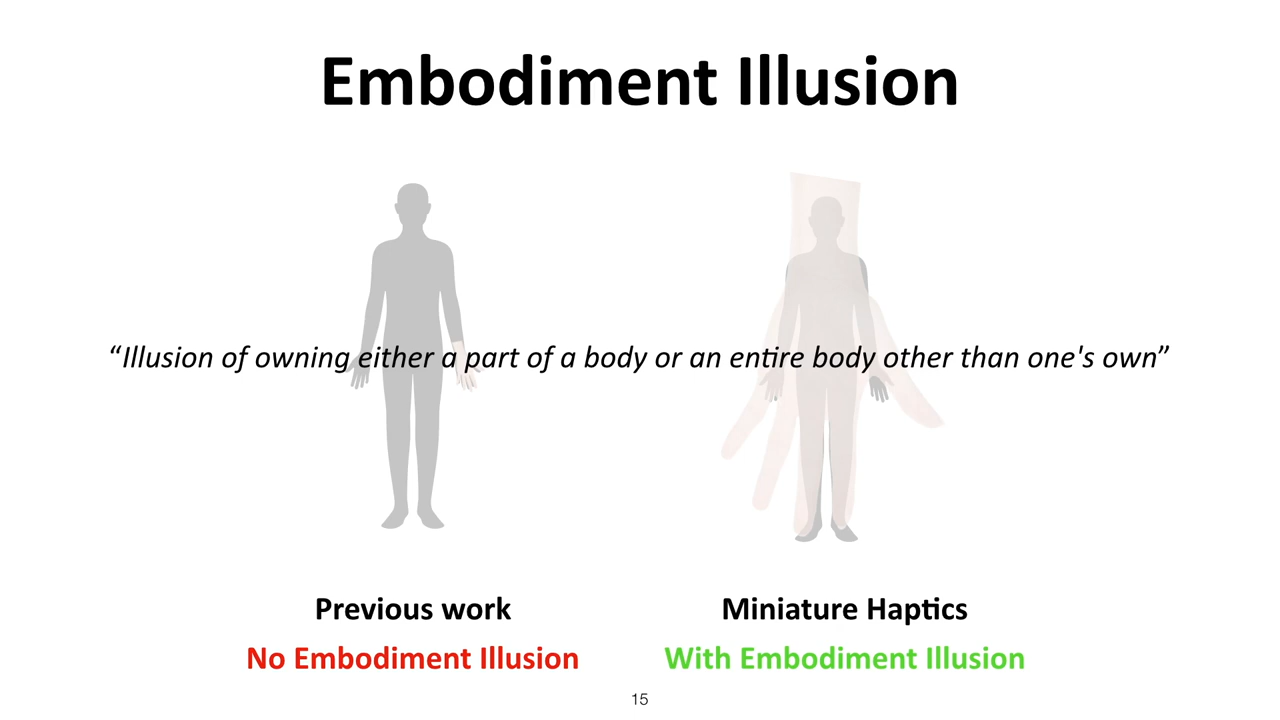 Embodiment Illusion
“Illusion of owning either a part of a body or an entire body other than one's own”
Previous work
Miniature Haptics
No Embodiment Illusion
With Embodiment Illusion
15